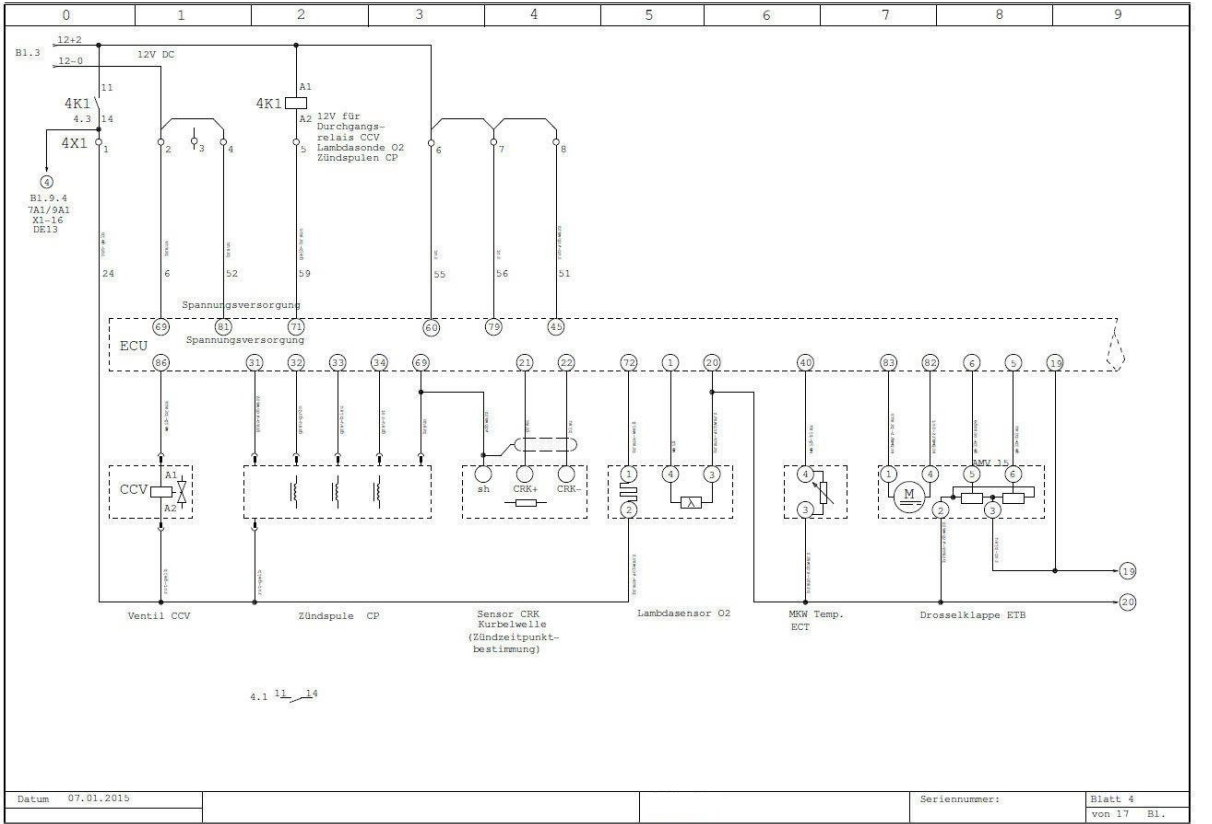 0 1 2 3 4 5 6 7 8 9
12+2
B1.3
12V DC
12-0
11
A1
4K1
4K1
4.3
14
A2
12V für
Durchgangs-
relais CCV
Lambdasonde O2
Zündspulen CP
4X1
1 2 3 4 5 6 7 8
4
B1.9.4
7A1/9A1
X1-16
DE13
braun
braun
rot
rot
24 6 52 59 55 56 51
Spannungsversorgung
69 81 71 60 79 45
Spannungsversorgung
ECU
86 31 32 33 34 69 21 22 72 1 20 40 83 82 6 5 19
AMV J5
A1
CCV
A2
sh
CRK+
CRK-
1 4 3
2
λ
4
3
1 4 5 6
M
2 3
19
20
Ventil CCV
Zündspule CP
Sensor CRK
Kurbelwelle
(Zündzeitpunkt-
bestimmung)
Lambdasensor O2
MKW Temp.
ECT
Drosselklappe ETB
4.1 11 14
Datum 07.01.2015
Seriennummer:
Blatt 4
von 17 B1.